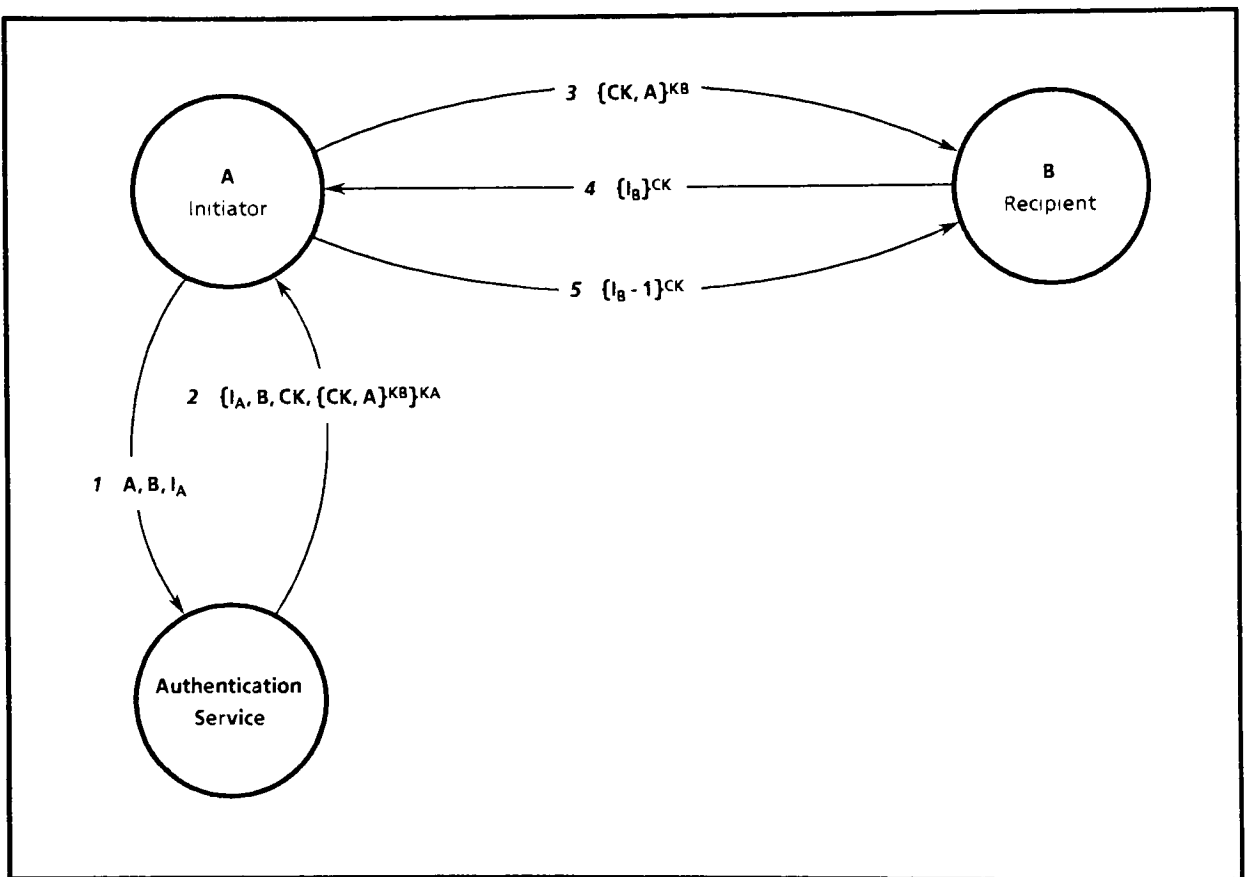 3 {CK, A}ᴷᴮ
A
Initiator
4 {I_B}ᶜᴷ
B
Recipient
5 {I_B - 1}ᶜᴷ
2 {I_A, B, CK, {CK, A}ᴷᴮ}ᴷᴬ
1 A, B, I_A
Authentication
Service